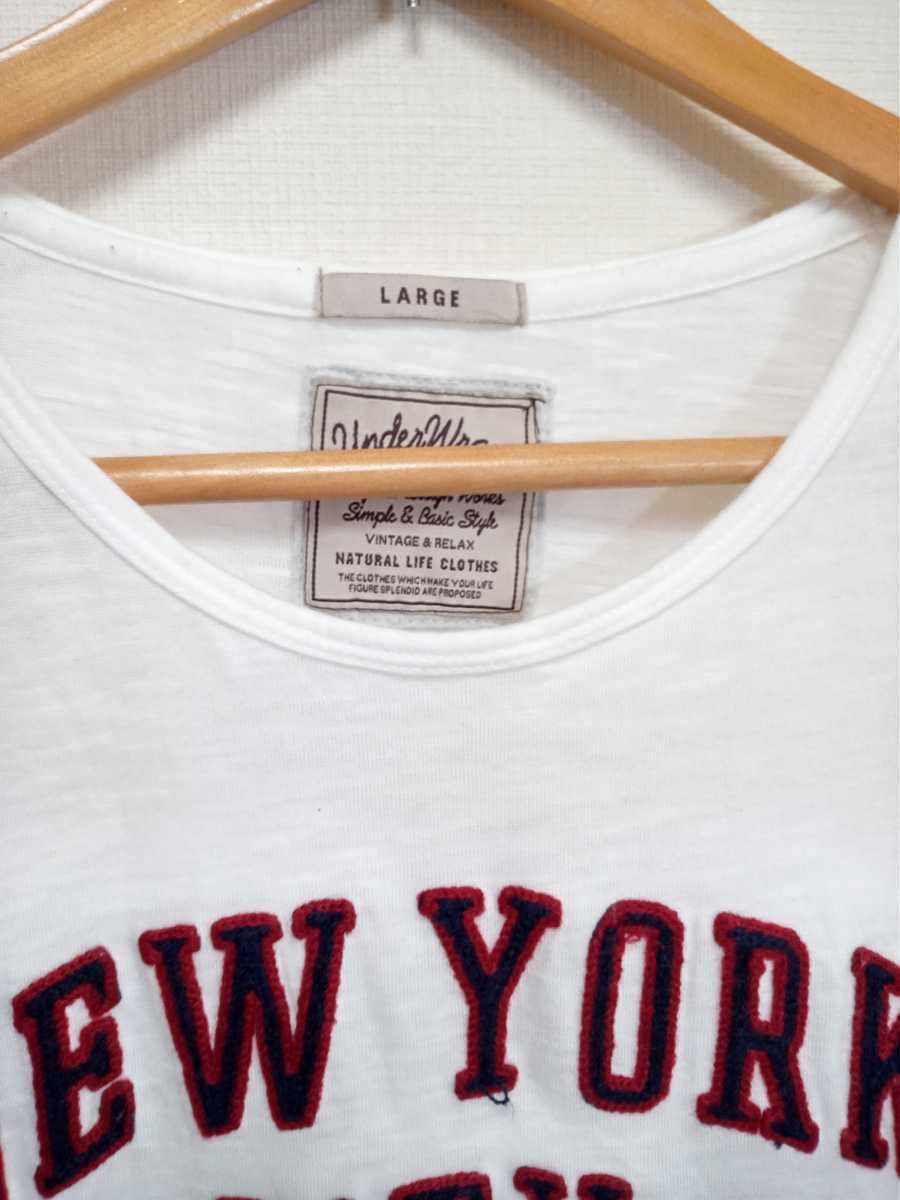 LARGE
Under
Simple & Basic Style
VINTAGE & RELAX
NATURAL LIFE CLOTHES
THE CLOTHES WHICH MAKE YOUR LIFE
FIGURE SPLENDID ARE PROPOSED
EW YORK